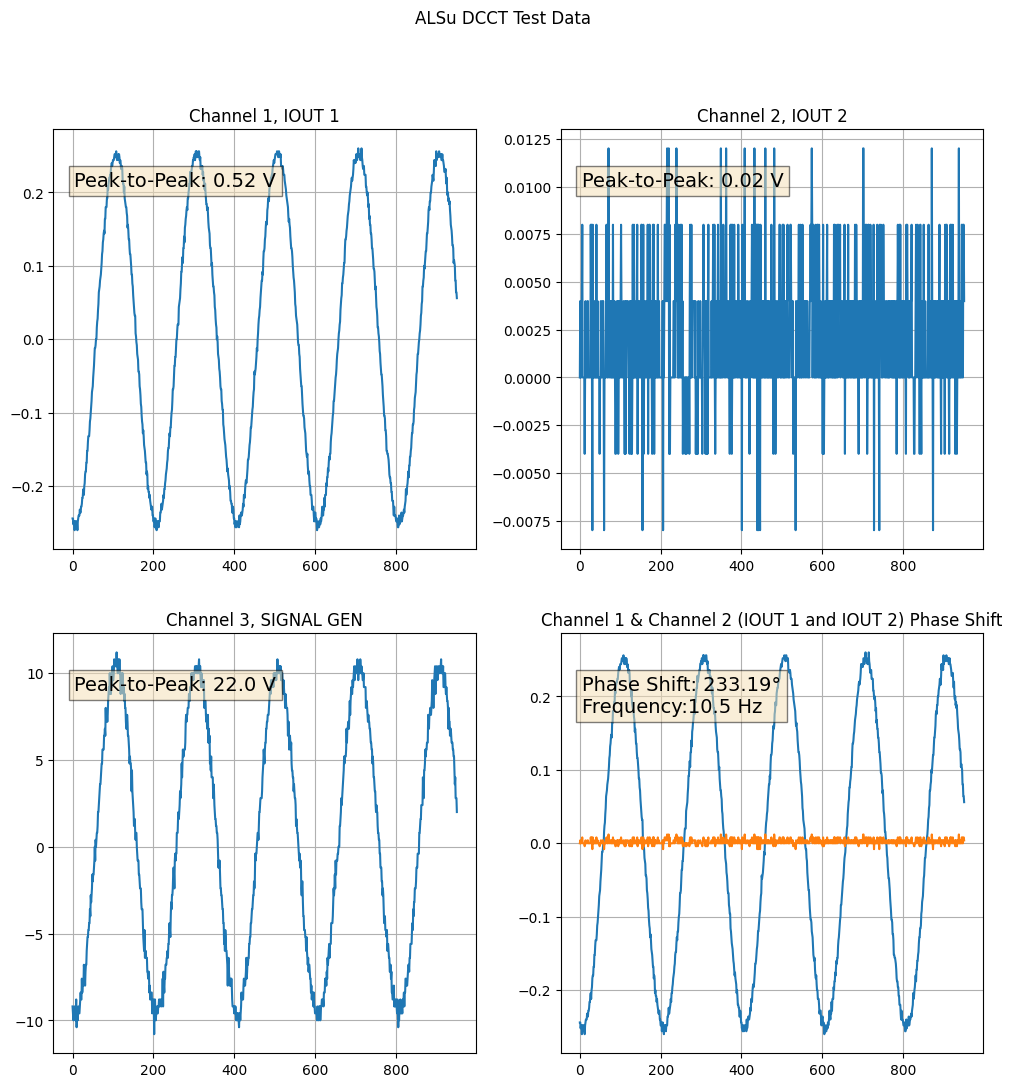 ALSu DCCT Test Data
Channel 1, IOUT 1
Peak-to-Peak: 0.52 V
0.2
0.1
0.0
−0.1
−0.2
0 200 400 600 800
Channel 2, IOUT 2
Peak-to-Peak: 0.02 V
0.0125
0.0100
0.0075
0.0050
0.0025
0.0000
−0.0025
−0.0050
−0.0075
0 200 400 600 800
Channel 3, SIGNAL GEN
Peak-to-Peak: 22.0 V
10
5
0
−5
−10
0 200 400 600 800
Channel 1 & Channel 2 (IOUT 1 and IOUT 2) Phase Shift
Phase Shift: 233.19°
Frequency:10.5 Hz
0.2
0.1
0.0
−0.1
−0.2
0 200 400 600 800